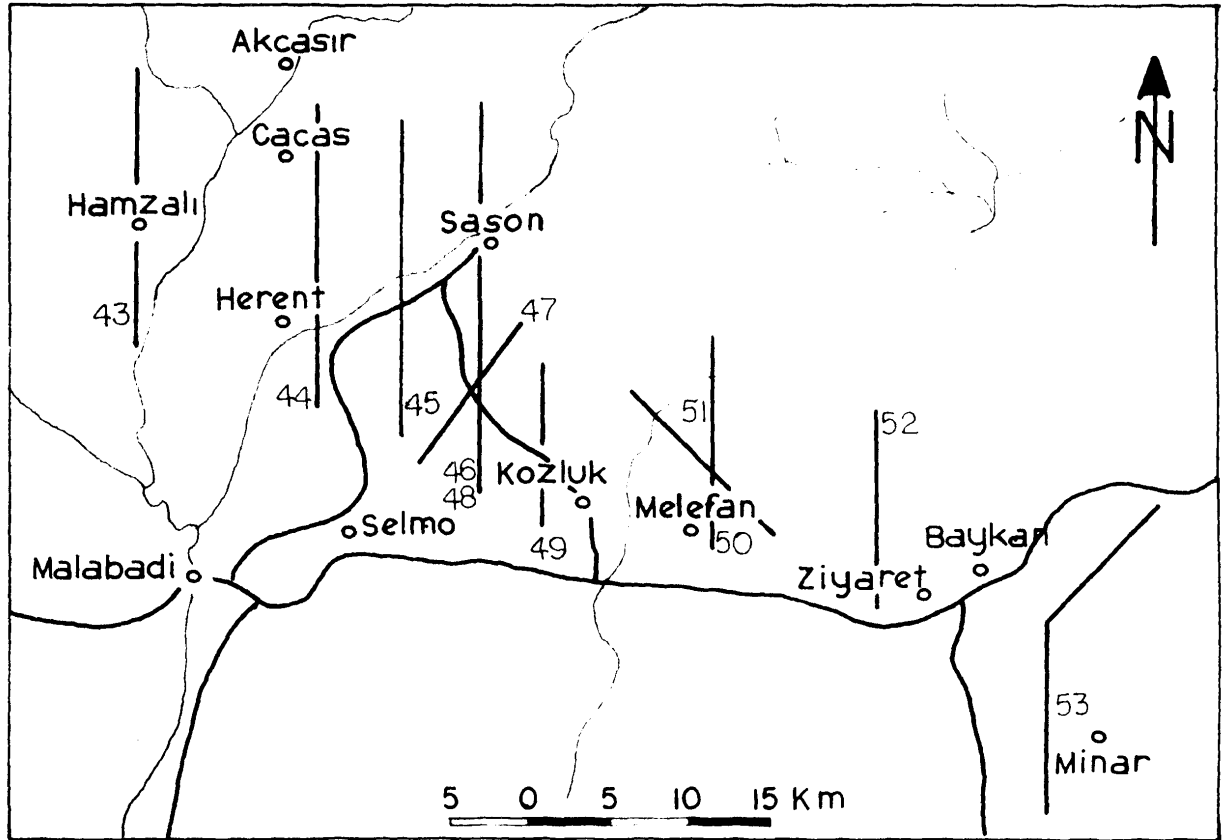 Akcasır
Cacas
N
Hamzalı
Sason
43
Herent
47
44
45
51
52
46
48
Kozluk
Melefan
Selmo
49
50
Baykan
Malabadi
Ziyaret
53
Minar
5 0 5 10 15 Km